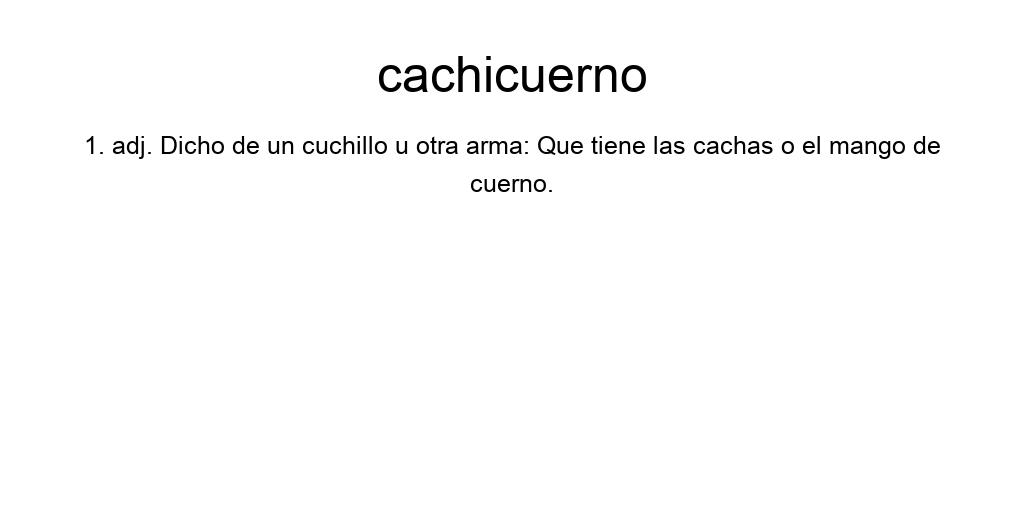 cachicuerno
1. adj. Dicho de un cuchillo u otra arma: Que tiene las cachas o el mango de
cuerno.